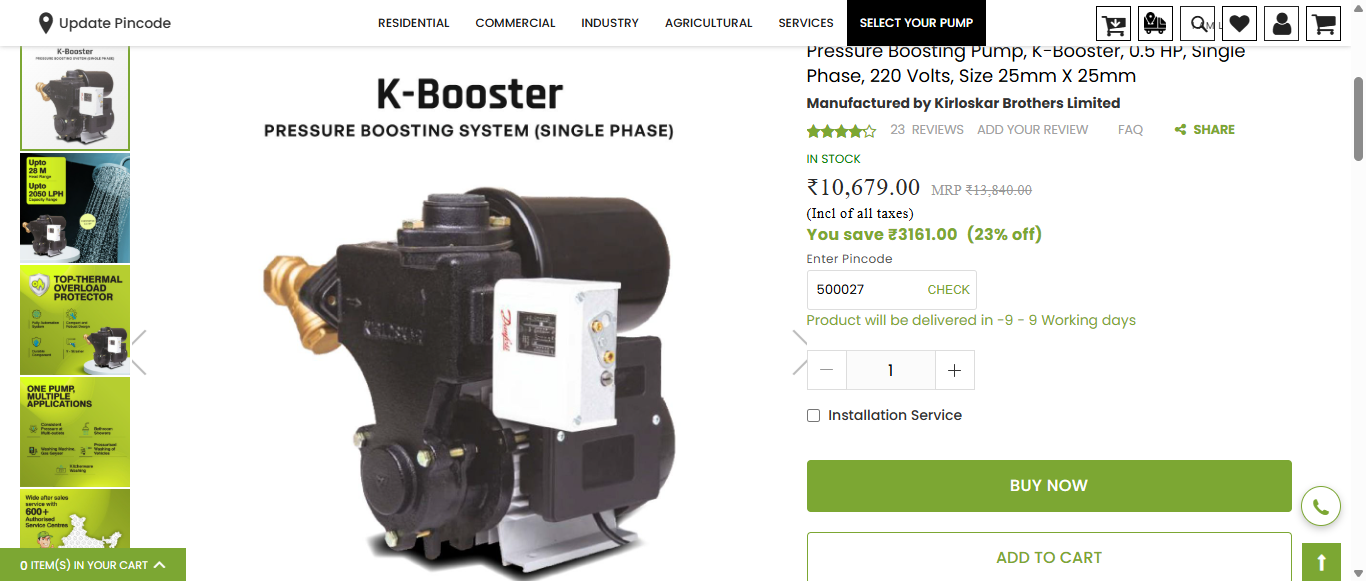 Update Pincode
RESIDENTIAL
COMMERCIAL
INDUSTRY
AGRICULTURAL
SERVICES
SELECT YOUR PUMP
K-Booster
PRESSURE BOOSTING SYSTEM (SINGLE PHASE)
Upto
28 M
Head Range
Upto
2050 LPH
Capacity Range
TOP-THERMAL
OVERLOAD
PROTECTOR
ONE PUMP,
MULTIPLE
APPLICATIONS
Wide after sales
service with
600+
Authorised
Service Centres
0 ITEM(S) IN YOUR CART
K-Booster
PRESSURE BOOSTING SYSTEM (SINGLE PHASE)
KIRLOSKAR
Danfoss
Pressure Boosting Pump, K-Booster, 0.5 HP, Single
Phase, 220 Volts, Size 25mm X 25mm
Manufactured by Kirloskar Brothers Limited
23 REVIEWS ADD YOUR REVIEW FAQ SHARE
IN STOCK
₹10,679.00 MRP ₹13,840.00
(Incl of all taxes)
You save ₹3161.00 (23% off)
Enter Pincode
500027 CHECK
Product will be delivered in -9 - 9 Working days
1
Installation Service
BUY NOW
ADD TO CART